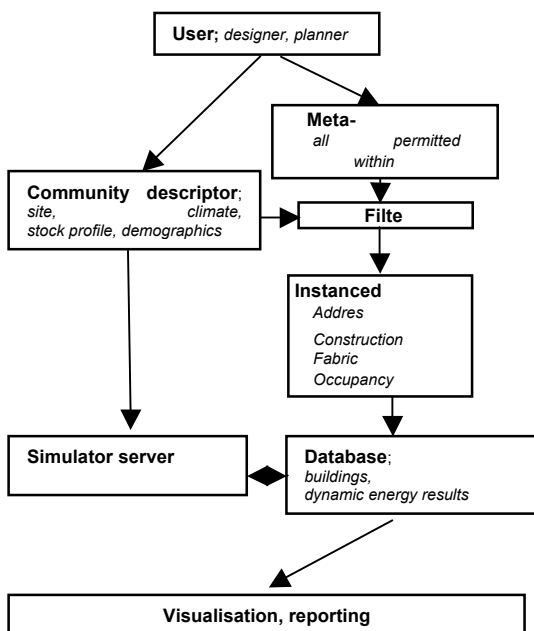 User; designer, planner
Meta-
all permitted
within
Community descriptor;
site, climate,
stock profile, demographics
Filte
Instanced
Addres
Construction
Fabric
Occupancy
Simulator server
Database;
buildings,
dynamic energy results
Visualisation, reporting